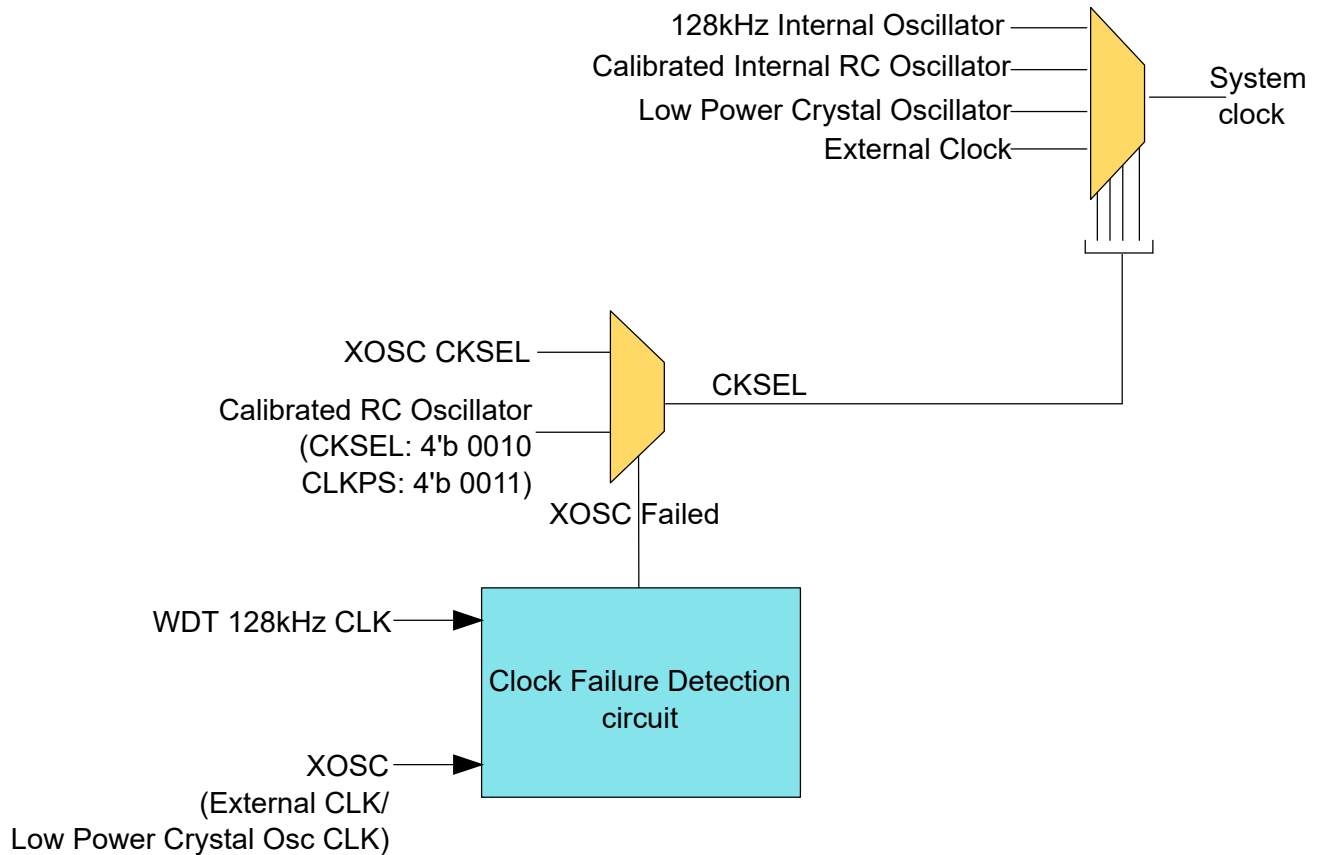 128kHz Internal Oscillator
Calibrated Internal RC Oscillator
Low Power Crystal Oscillator
External Clock
System
clock
XOSC CKSEL
Calibrated RC Oscillator
(CKSEL: 4'b 0010
CLKPS: 4'b 0011)
CKSEL
XOSC Failed
WDT 128kHz CLK
Clock Failure Detection
circuit
XOSC
(External CLK/
Low Power Crystal Osc CLK)